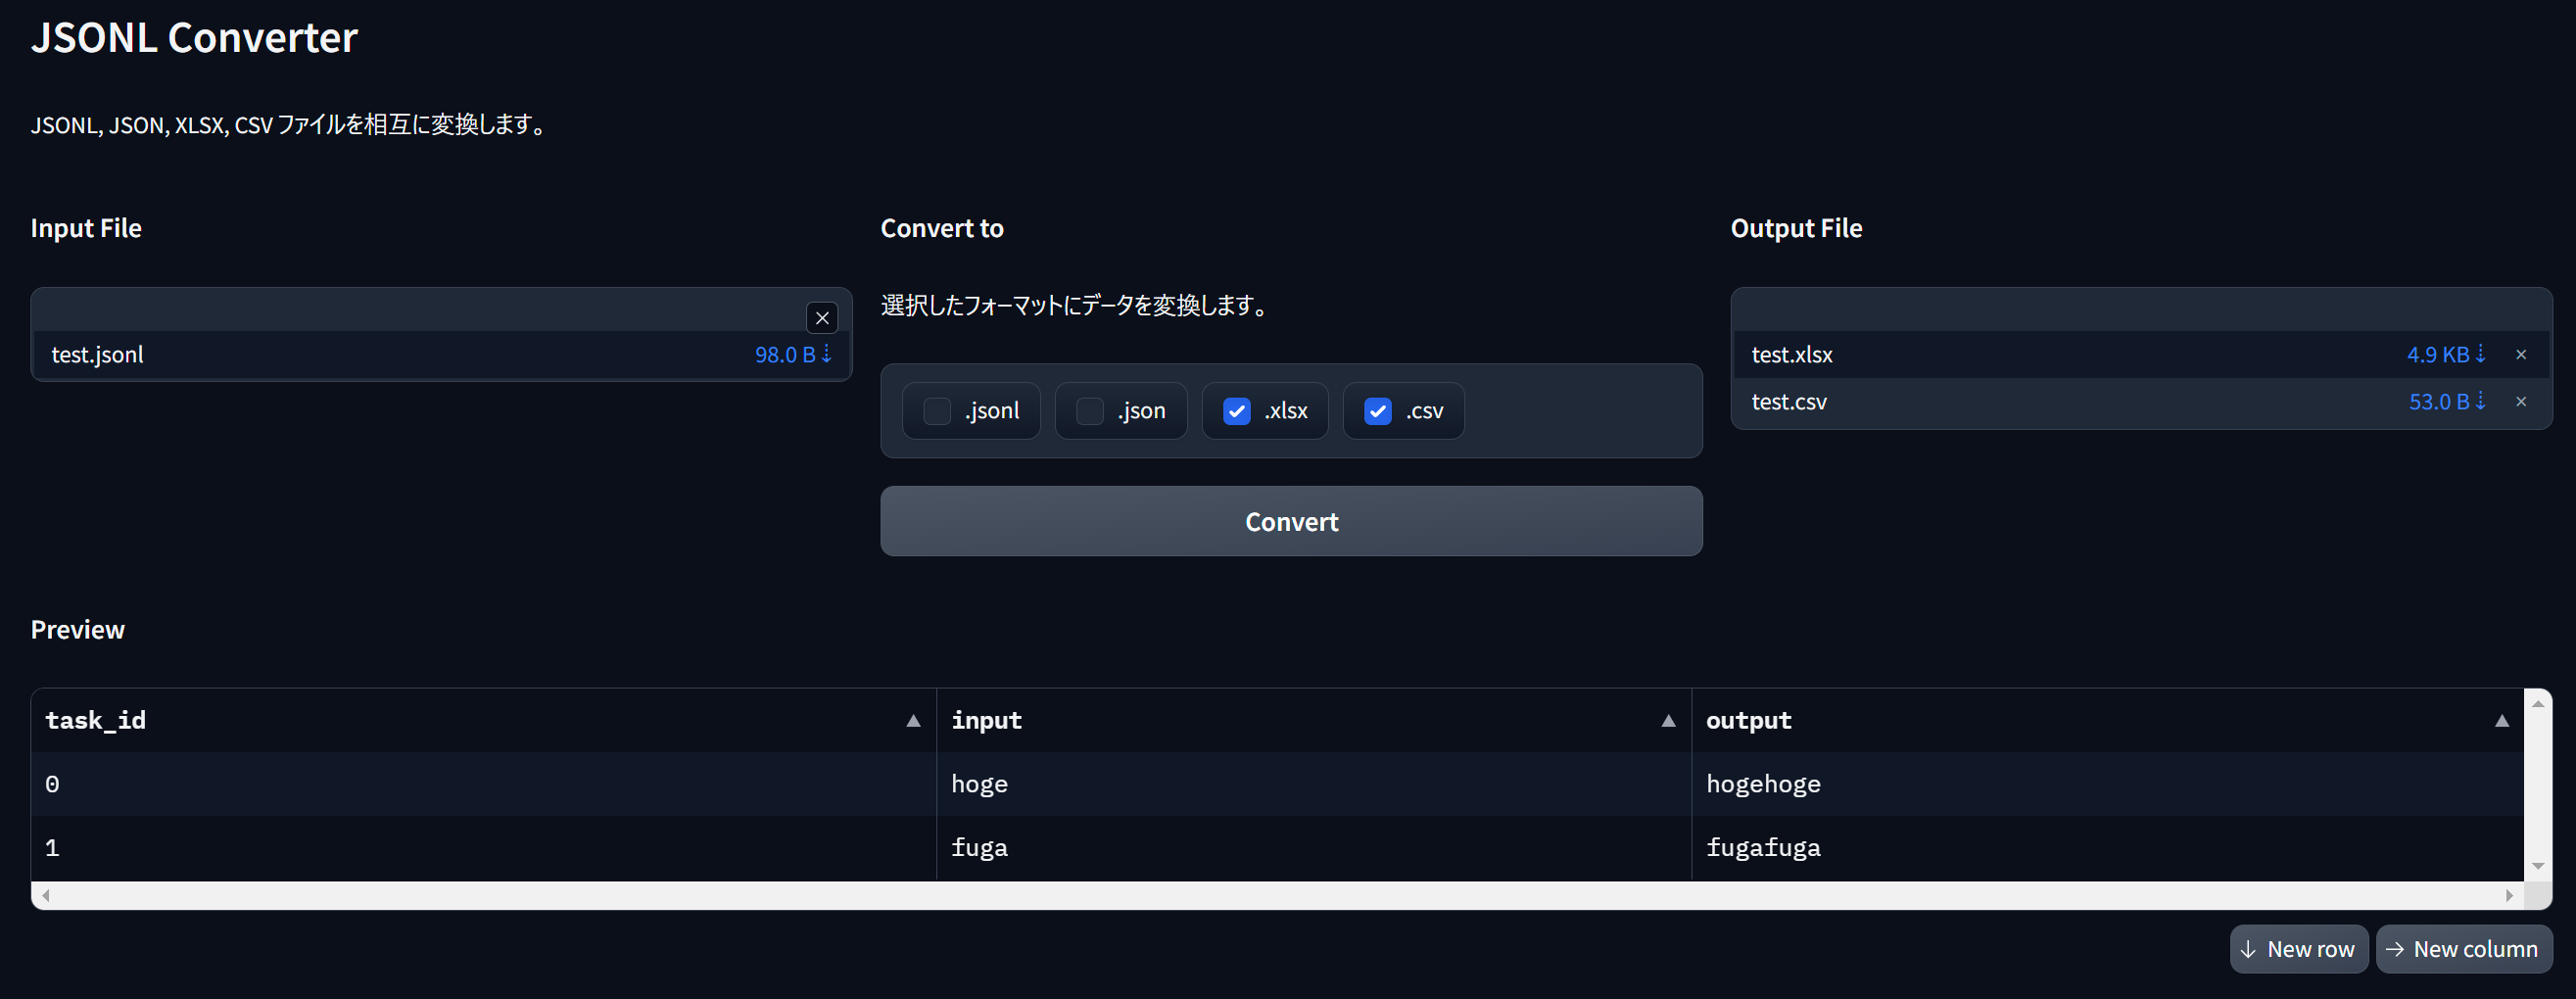 JSONL Converter
JSONL, JSON, XLSX, CSV ファイルを相互に変換します。
Input File
test.jsonl 98.0 B ⇣
Convert to
選択したフォーマットにデータを変換します。
.jsonl .json .xlsx .csv
Convert
Output File
test.xlsx 4.9 KB ⇣ ×
test.csv 53.0 B ⇣ ×
Preview
task_id ▲ input ▲ output ▲
0 hoge hogehoge
1 fuga fugafuga
↓ New row → New column